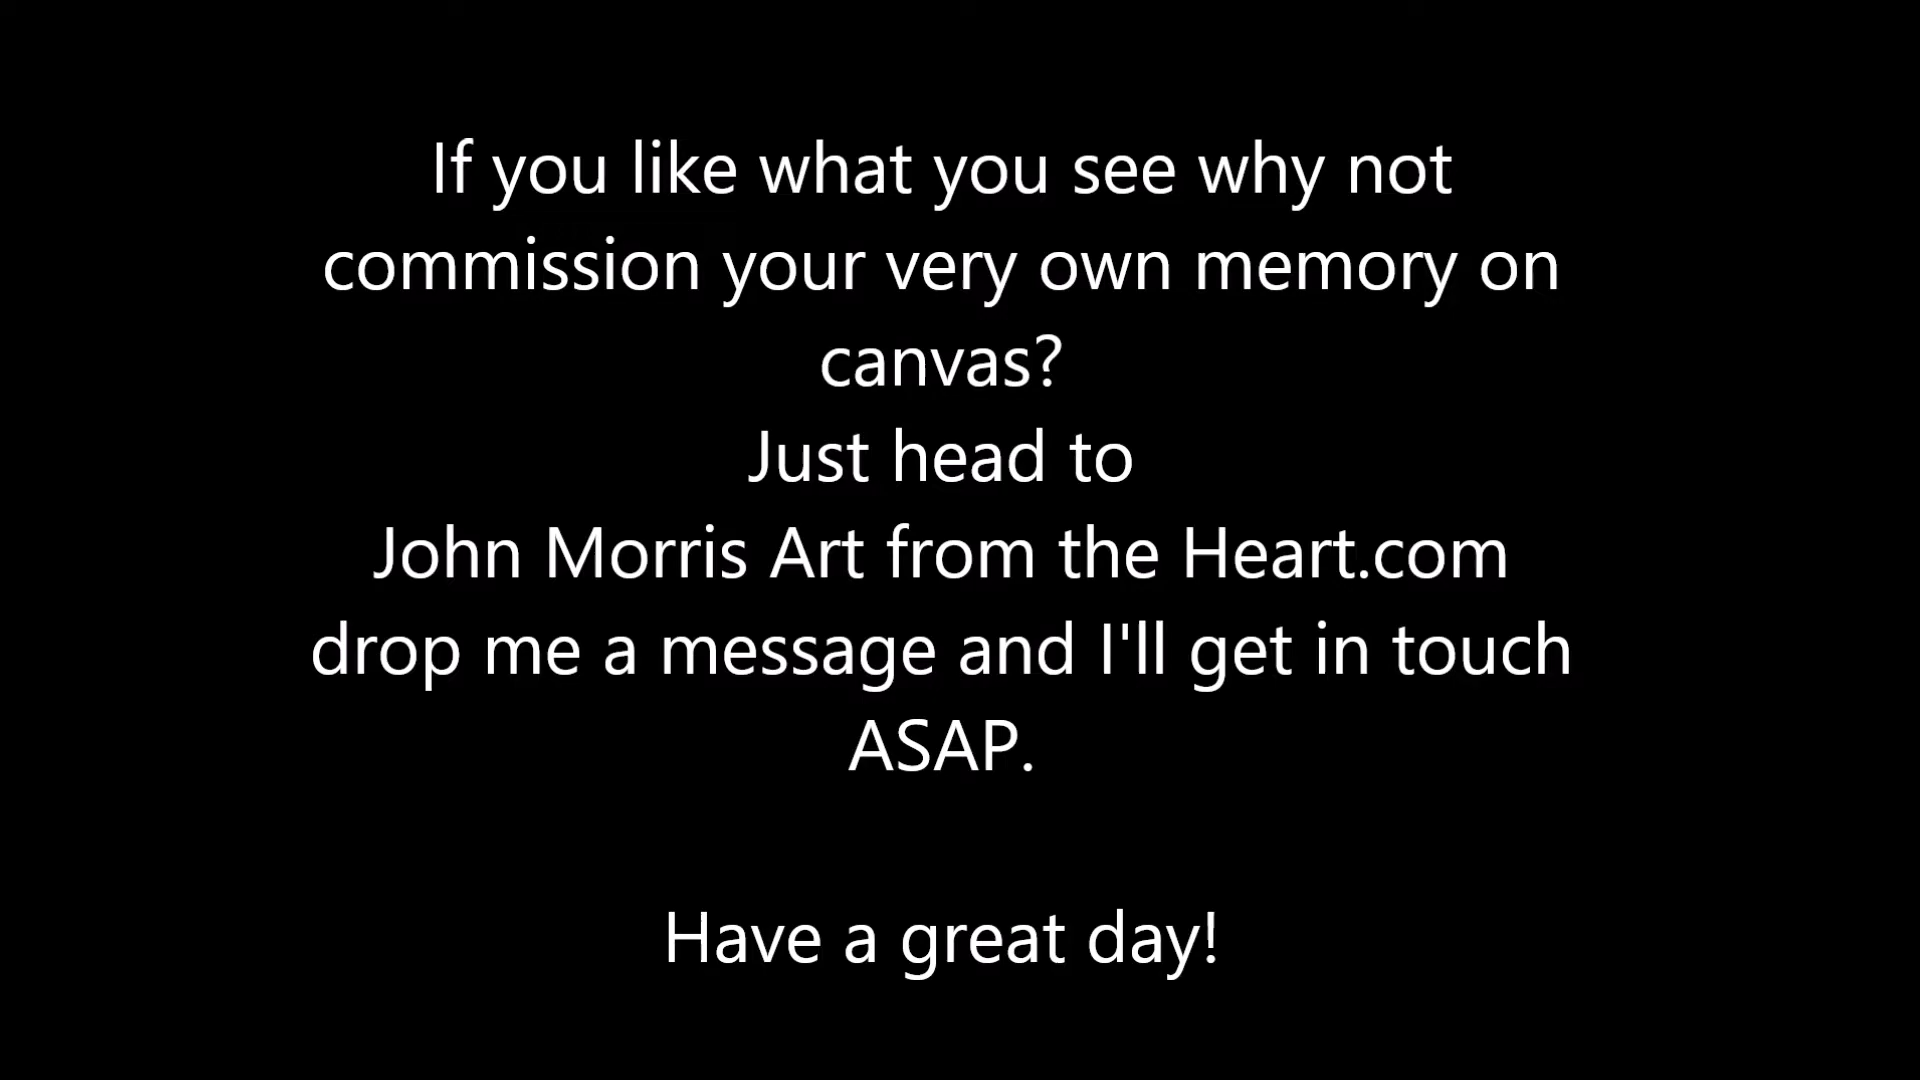 If you like what you see why not
commission your very own memory on
canvas?
Just head to
John Morris Art from the Heart.com
drop me a message and I'll get in touch
ASAP.
Have a great day!